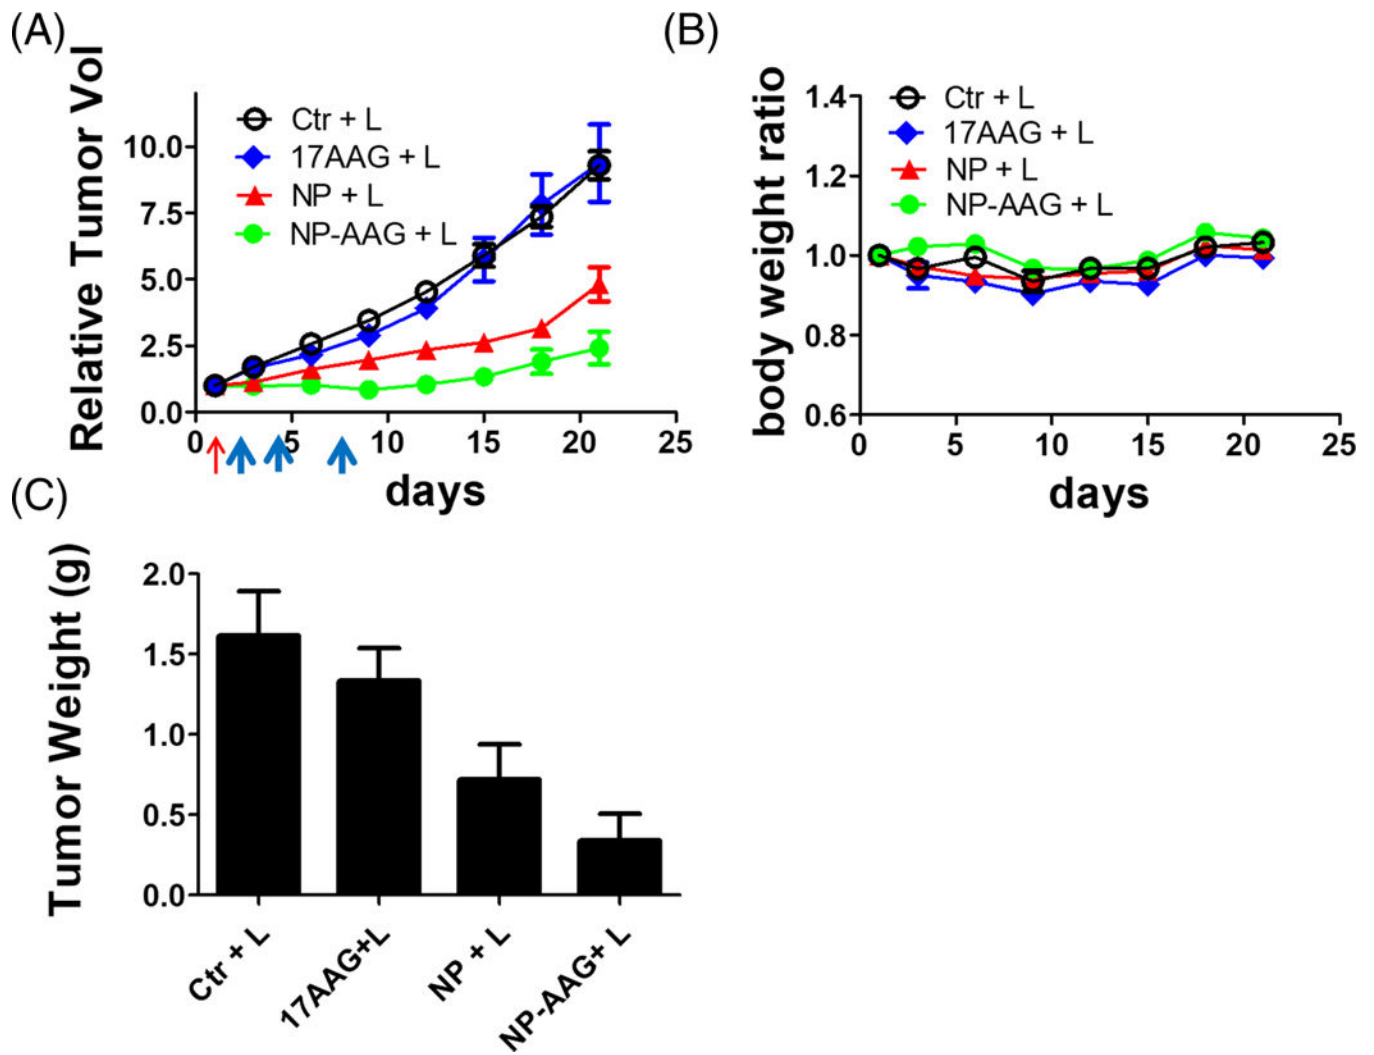 (A)
Relative Tumor Vol
10.0
7.5
5.0
2.5
0.0
Ctr + L
17AAG + L
NP + L
NP-AAG + L
0 5 10 15 20 25
days
(B)
body weight ratio
1.4
1.2
1.0
0.8
0.6
Ctr + L
17AAG + L
NP + L
NP-AAG + L
0 5 10 15 20 25
days
(C)
Tumor Weight (g)
2.0
1.5
1.0
0.5
0.0
Ctr + L
17AAG+L
NP + L
NP-AAG+ L